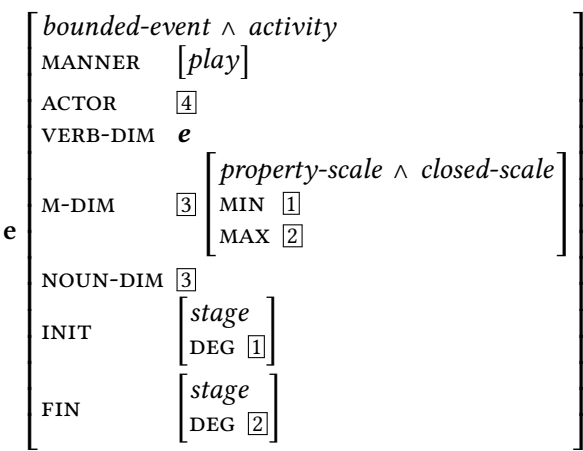 bounded-event ∧ activity
MANNER [play]
ACTOR 4
VERB-DIM e
property-scale ∧ closed-scale
e M-DIM 3 MIN 1
MAX 2
NOUN-DIM 3
stage
INIT
DEG 1
stage
FIN
DEG 2